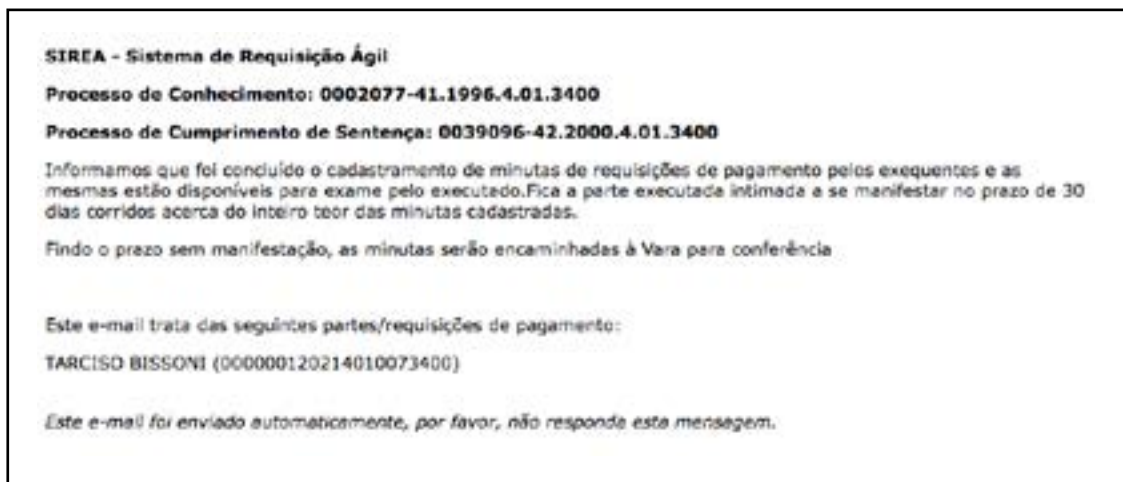 SIREA - Sistema de Requisição Ágil
Processo de Conhecimento: 0002077-41.1996.4.01.3400
Processo de Cumprimento de Sentença: 0039096-42.2000.4.01.3400
Informamos que foi concluído o cadastramento de minutas de requisições de pagamento pelos exequentes e as
mesmas estão disponíveis para exame pelo executado.Fica a parte executada intimada a se manifestar no prazo de 30
dias corridos acerca do inteiro teor das minutas cadastradas.
Findo o prazo sem manifestação, as minutas serão encaminhadas à Vara para conferência
Este e-mail trata das seguintes partes/requisições de pagamento:
TARCISO BISSONI (000000120214010073400)
Este e-mail foi enviado automaticamente, por favor, não responda esta mensagem.